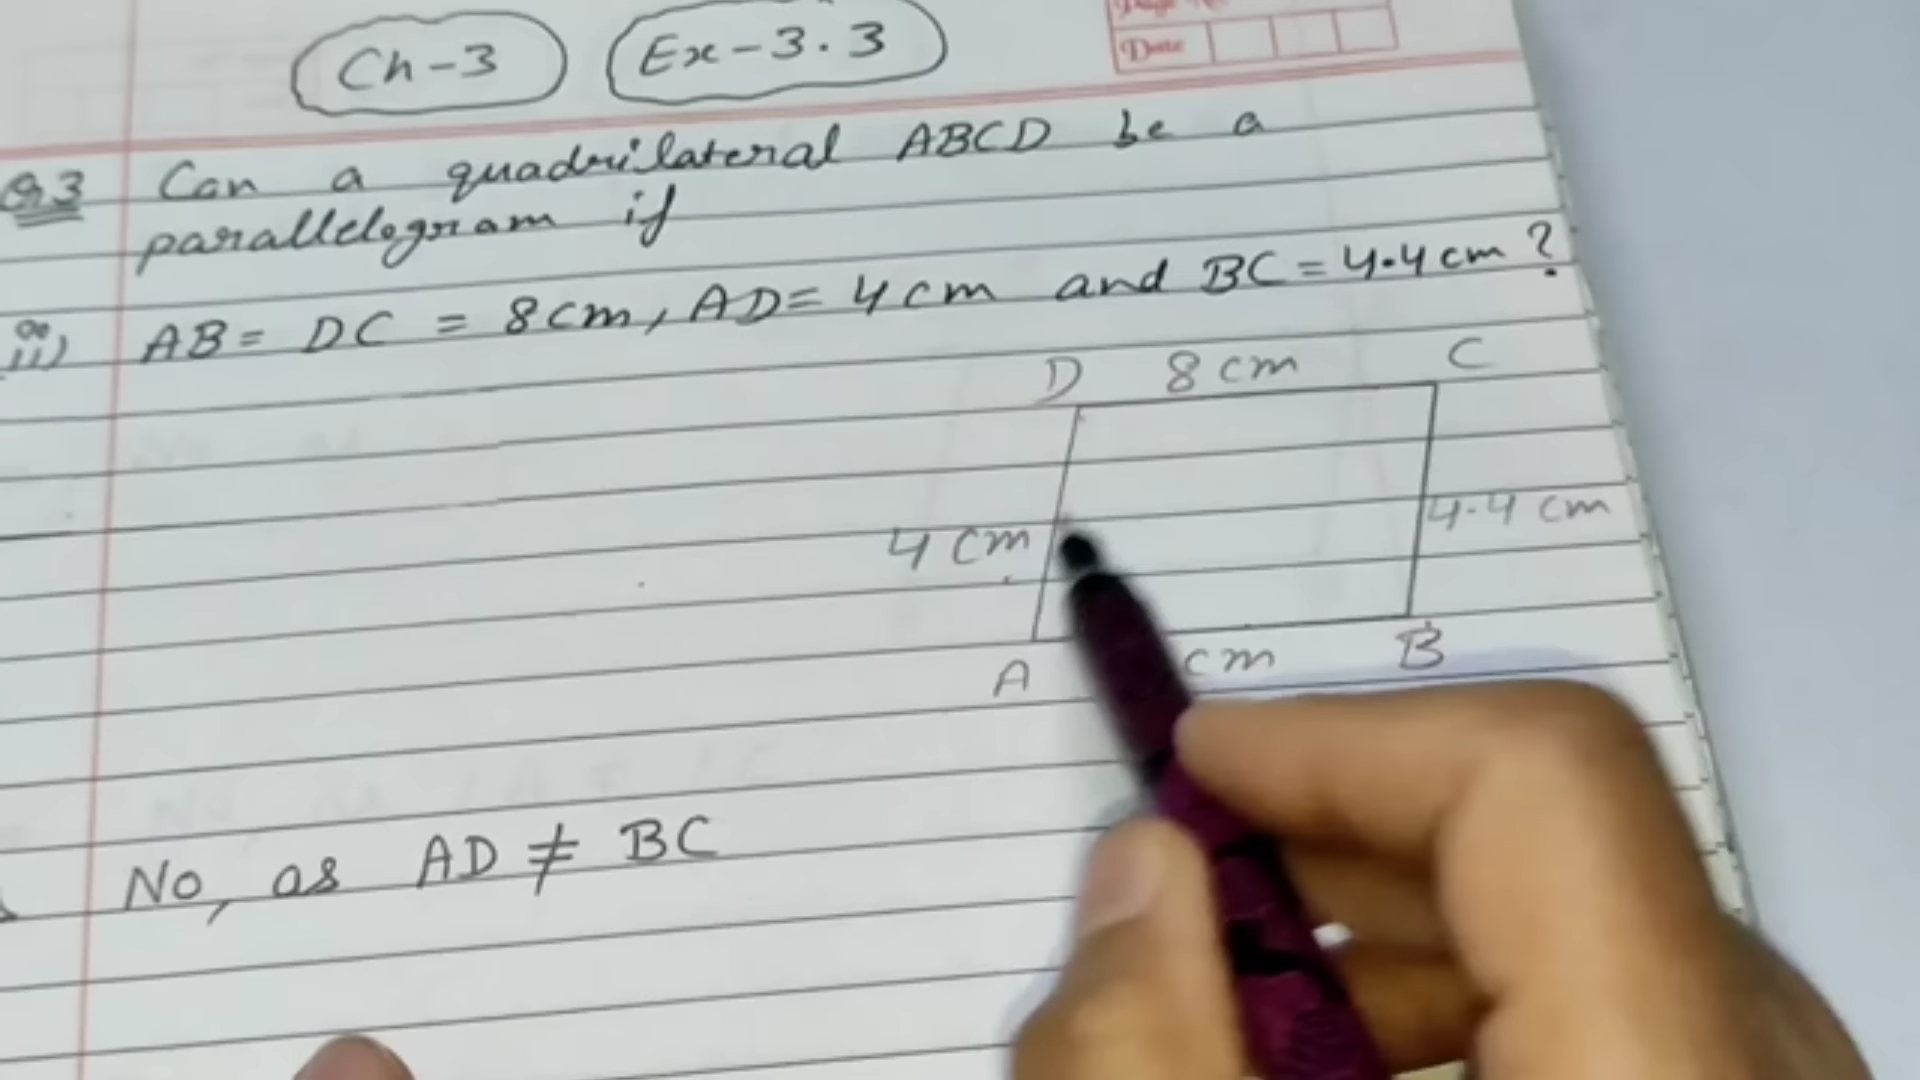 Ch-3 Ex-3.3
Date
Q3 Can a quadrilateral ABCD be a
parallelogram if
ii) AB = DC = 8cm, AD = 4cm and BC = 4.4cm ?
D 8 cm C
4 cm 4.4 cm
A cm B
No, as AD ≠ BC